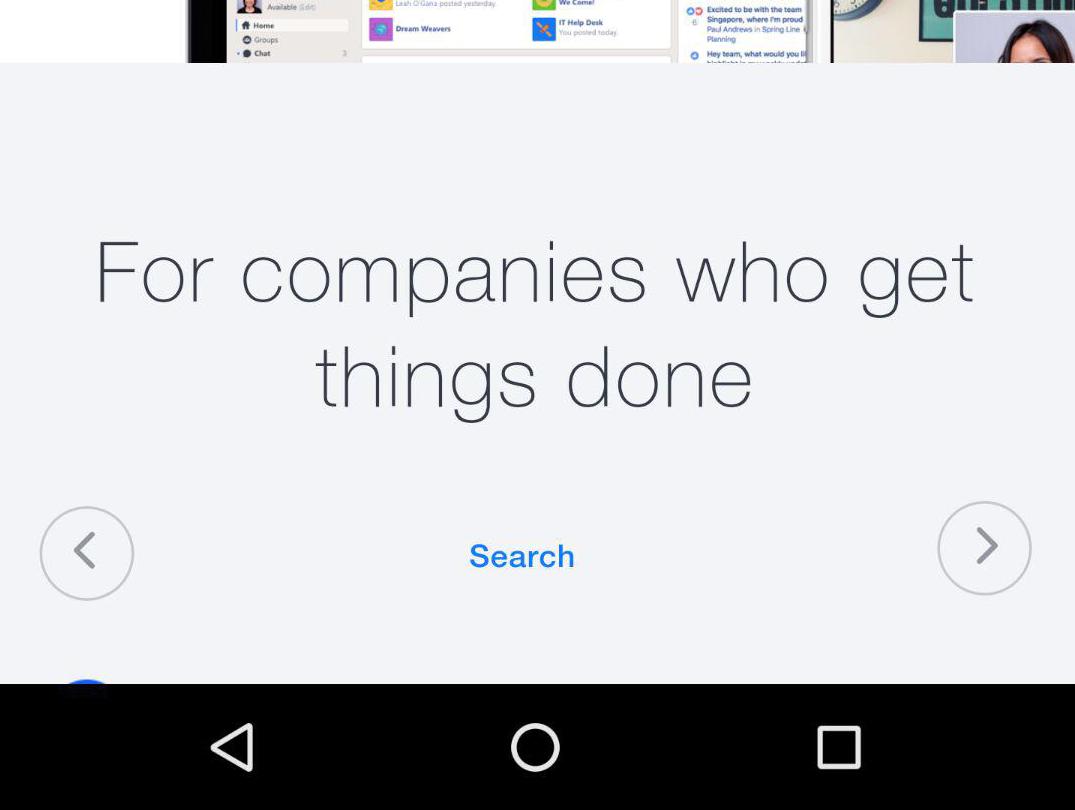 Available (Edit)
Home
Groups
Chat 3
Leah O'Gana posted yesterday.
Dream Weavers
We Come!
IT Help Desk
You posted today.
6
Excited to be with the team
Singapore, where I'm proud
Paul Andrews in Spring Line
Planning
Hey team, what would you li
For companies who get
things done
Search